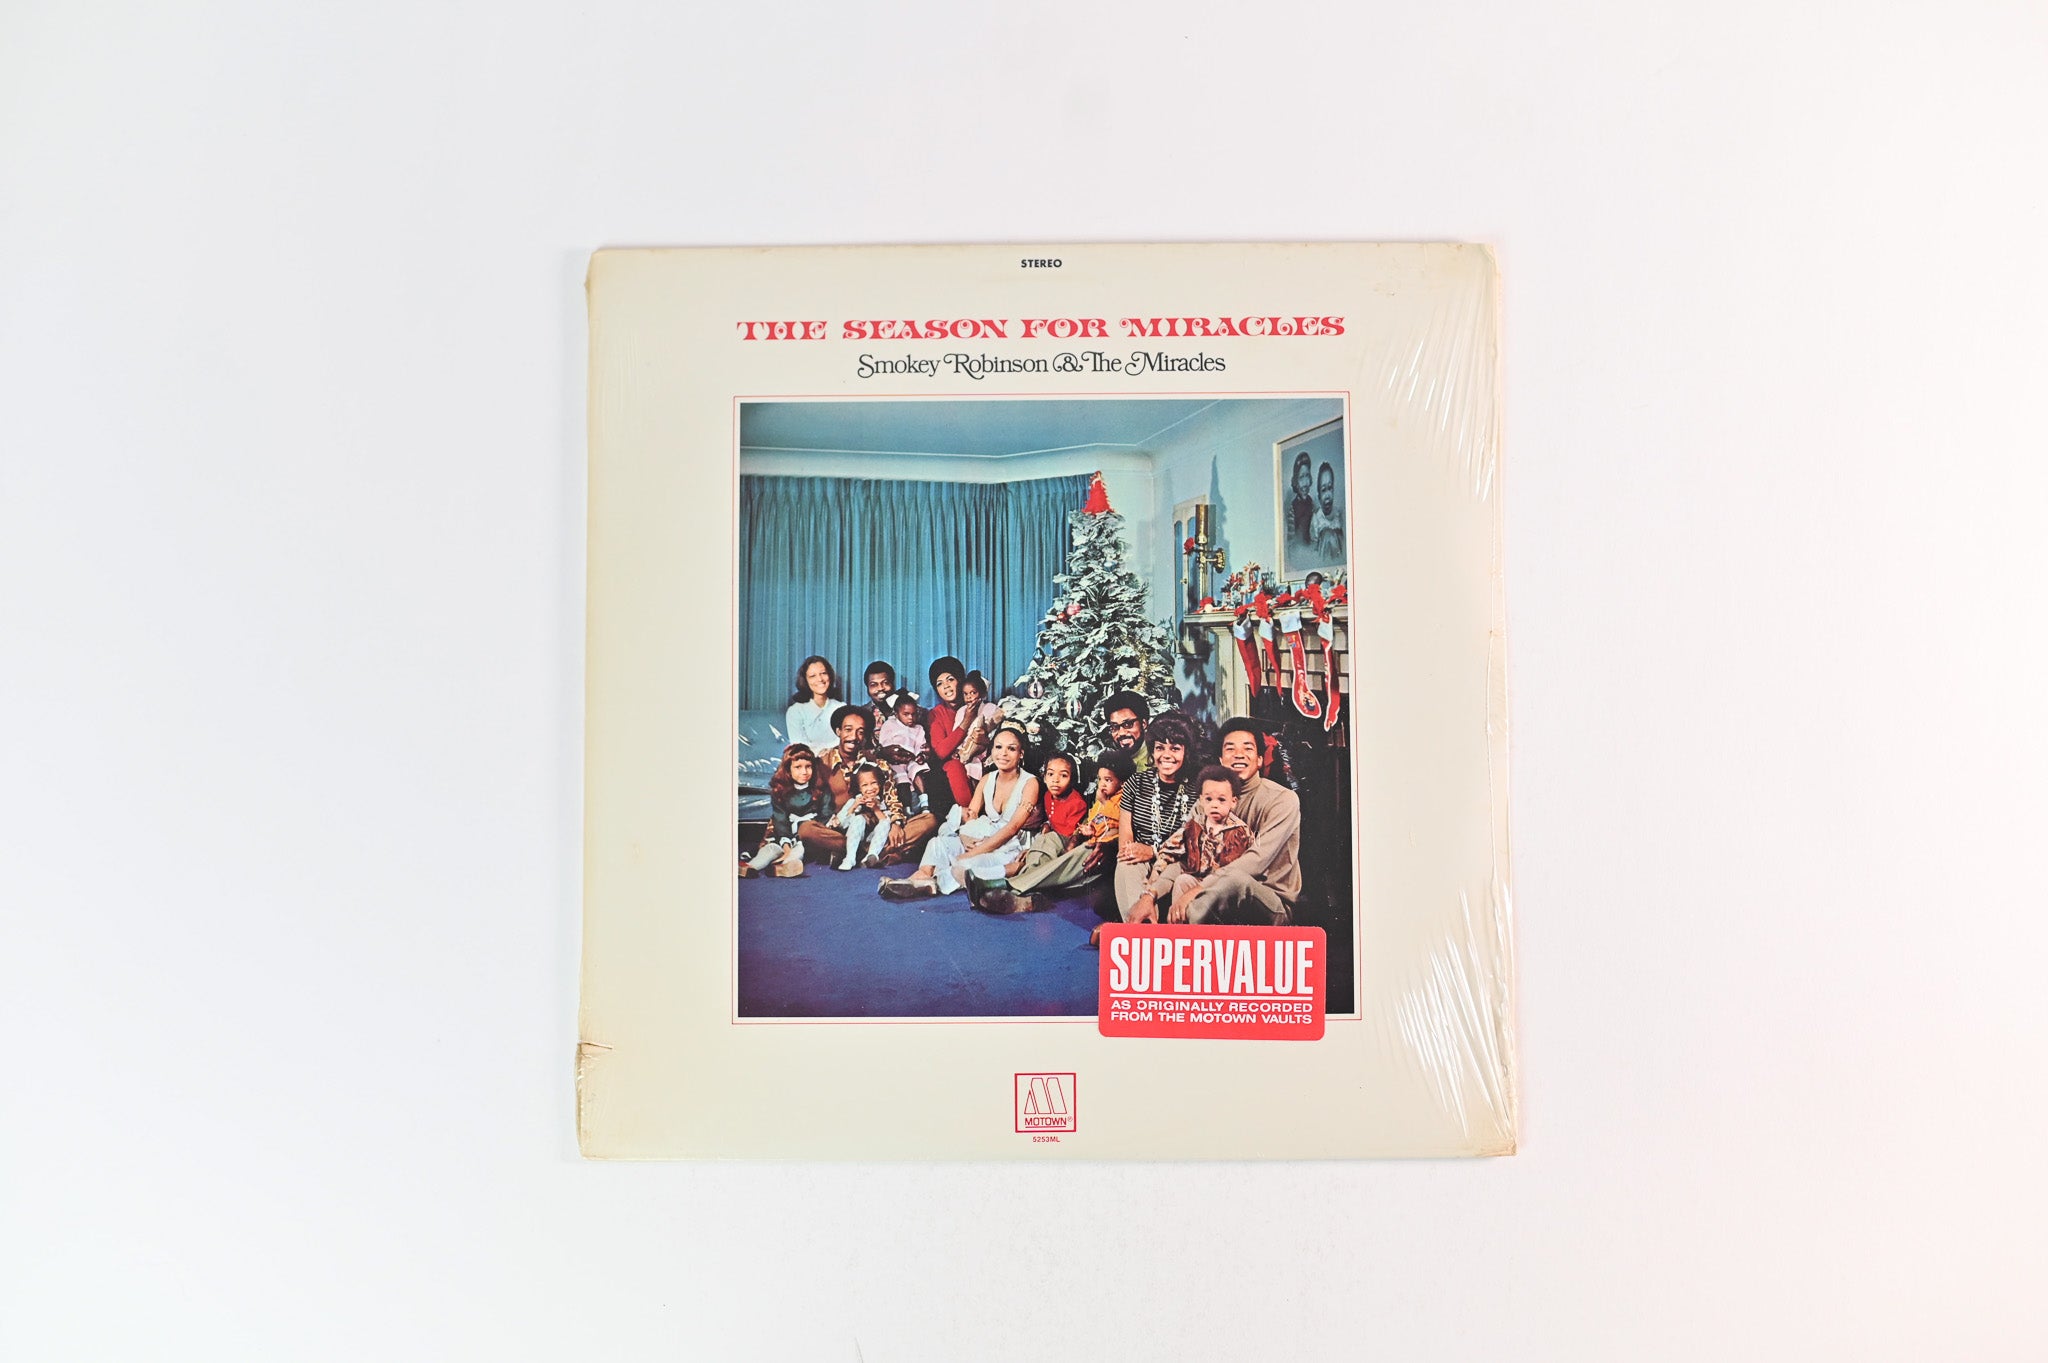 STEREO
THE SEASON FOR MIRACLES
Smokey Robinson & The Miracles
SUPERVALUE
AS ORIGINALLY RECORDED
FROM THE MOTOWN VAULTS
MOTOWN®
5253ML